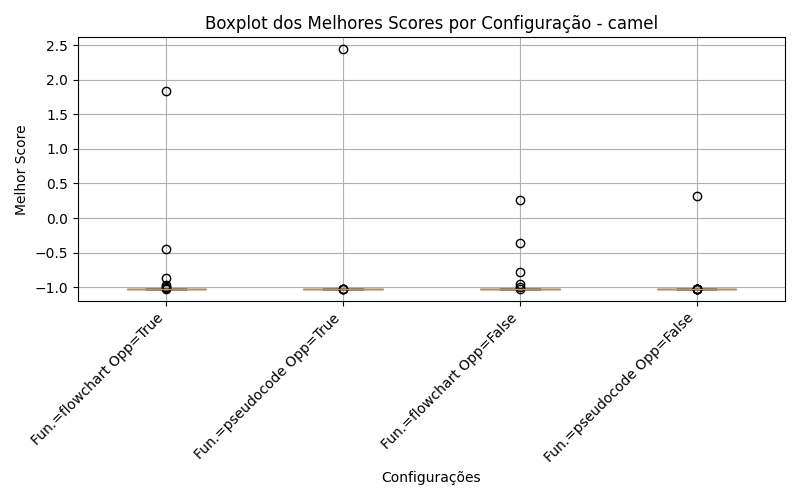 Boxplot dos Melhores Scores por Configuração - camel
Melhor Score
2.5
2.0
1.5
1.0
0.5
0.0
−0.5
−1.0
Fun.=flowchart Opp=True
Fun.=pseudocode Opp=True
Fun.=flowchart Opp=False
Fun.=pseudocode Opp=False
Configurações